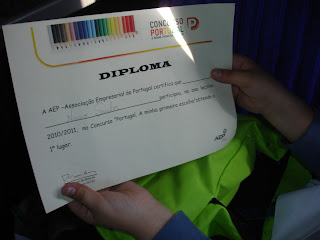 CONCURSO
PORTUGAL
DIPLOMA
A AEP - Associação Empresarial de Portugal certifica que
participou, no ano lectivo
2010/2011, no Concurso "Portugal. A minha primeira escolha! obtendo o
1º lugar.
AEP